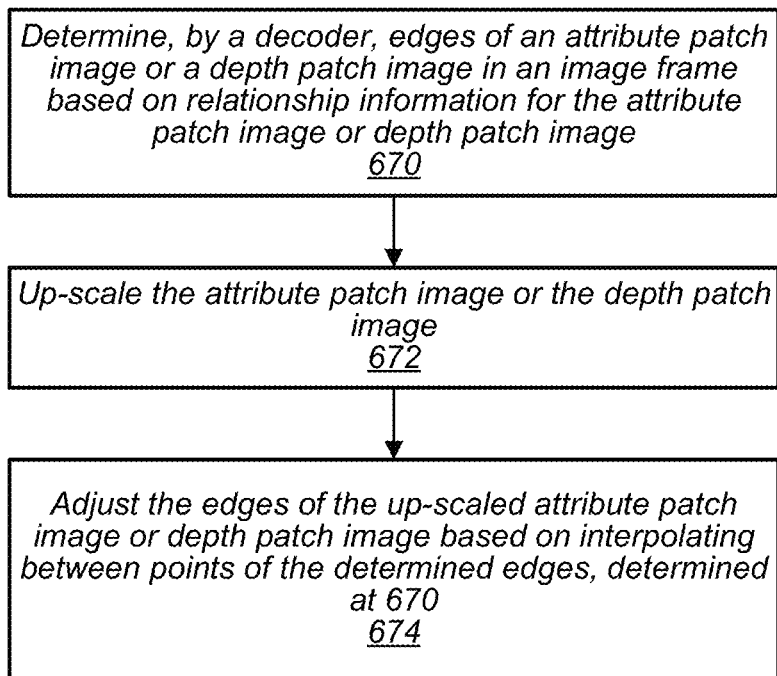 Determine, by a decoder, edges of an attribute patch
image or a depth patch image in an image frame
based on relationship information for the attribute
patch image or depth patch image
670
Up-scale the attribute patch image or the depth patch
image
672
Adjust the edges of the up-scaled attribute patch
image or depth patch image based on interpolating
between points of the determined edges, determined
at 670
674